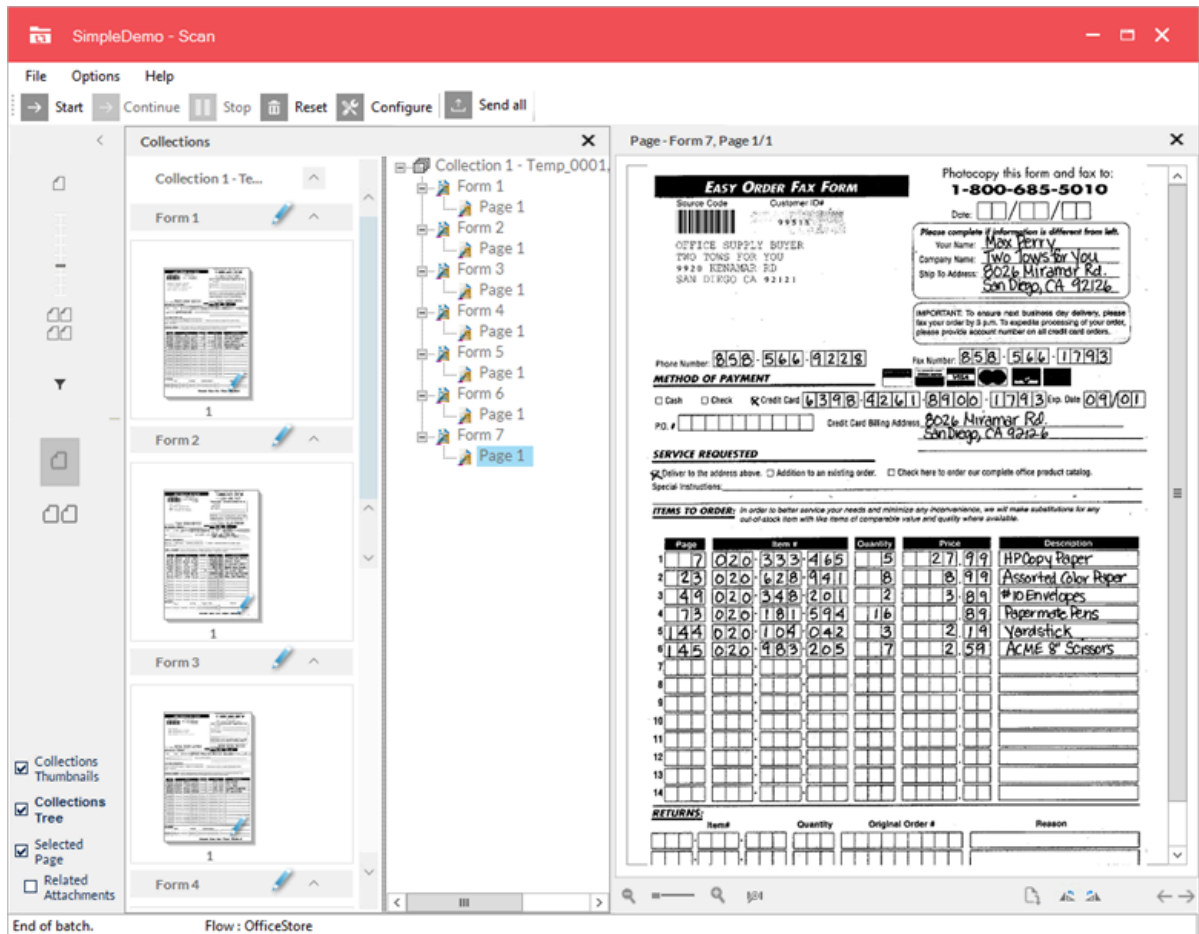 SimpleDemo - Scan
File Options Help
Start Continue Stop Reset Configure Send all
Collections
Collection 1 - Te...
Form 1
1
Form 2
1
Form 3
1
Form 4
Collections Thumbnails
Collections Tree
Selected Page
Related Attachments
Collection 1 - Temp_0001,
Form 1
Page 1
Form 2
Page 1
Form 3
Page 1
Form 4
Page 1
Form 5
Page 1
Form 6
Page 1
Form 7
Page 1
Page - Form 7, Page 1/1
EASY ORDER FAX FORM
Photocopy this form and fax to:
1-800-685-5010
Source Code Customer ID#
99518
Date:
OFFICE SUPPLY BUYER
TWO TOWS FOR YOU
9920 KENAMAR RD
SAN DIEGO CA 92121
Please complete if information is different from left.
Your Name: Max Perry
Company Name: Two Tows for You
Ship To Address: 8026 Miramar Rd.
San Diego, CA 92126
IMPORTANT: To ensure next business day delivery, please
fax your order by 3 p.m. To expedite processing of your order,
please provide account number on all credit card orders.
Phone Number: 858-566-9228
Fax Number: 858-566-1793
METHOD OF PAYMENT
VISA
Cash Check Credit Card 6398-4261-8900-1793 Exp. Date 09/01
P.O. # Credit Card Billing Address 8026 Miramar Rd.
San Diego, CA 92126
SERVICE REQUESTED
Deliver to the address above. Addition to an existing order. Check here to order our complete office product catalog.
Special Instructions:
ITEMS TO ORDER: In order to better service your needs and minimize any inconvenience, we will make substitutions for any
out-of-stock item with like items of comparable value and quality where available.
Page Item # Quantity Price Description
1 7 020-333-465 5 27.99 HP Copy Paper
2 23 020-628-941 8 8.99 Assorted Color Paper
3 49 020-348-201 2 3.89 #10 Envelopes
4 73 020-181-594 16 .89 Papermate Pens
5 144 020-104-042 3 2.19 Yardstick
6 145 020-983-205 7 2.59 ACME 8" Scissors
7
8
9
10
11
12
13
14
RETURNS:
Item# Quantity Original Order # Reason
End of batch. Flow : OfficeStore